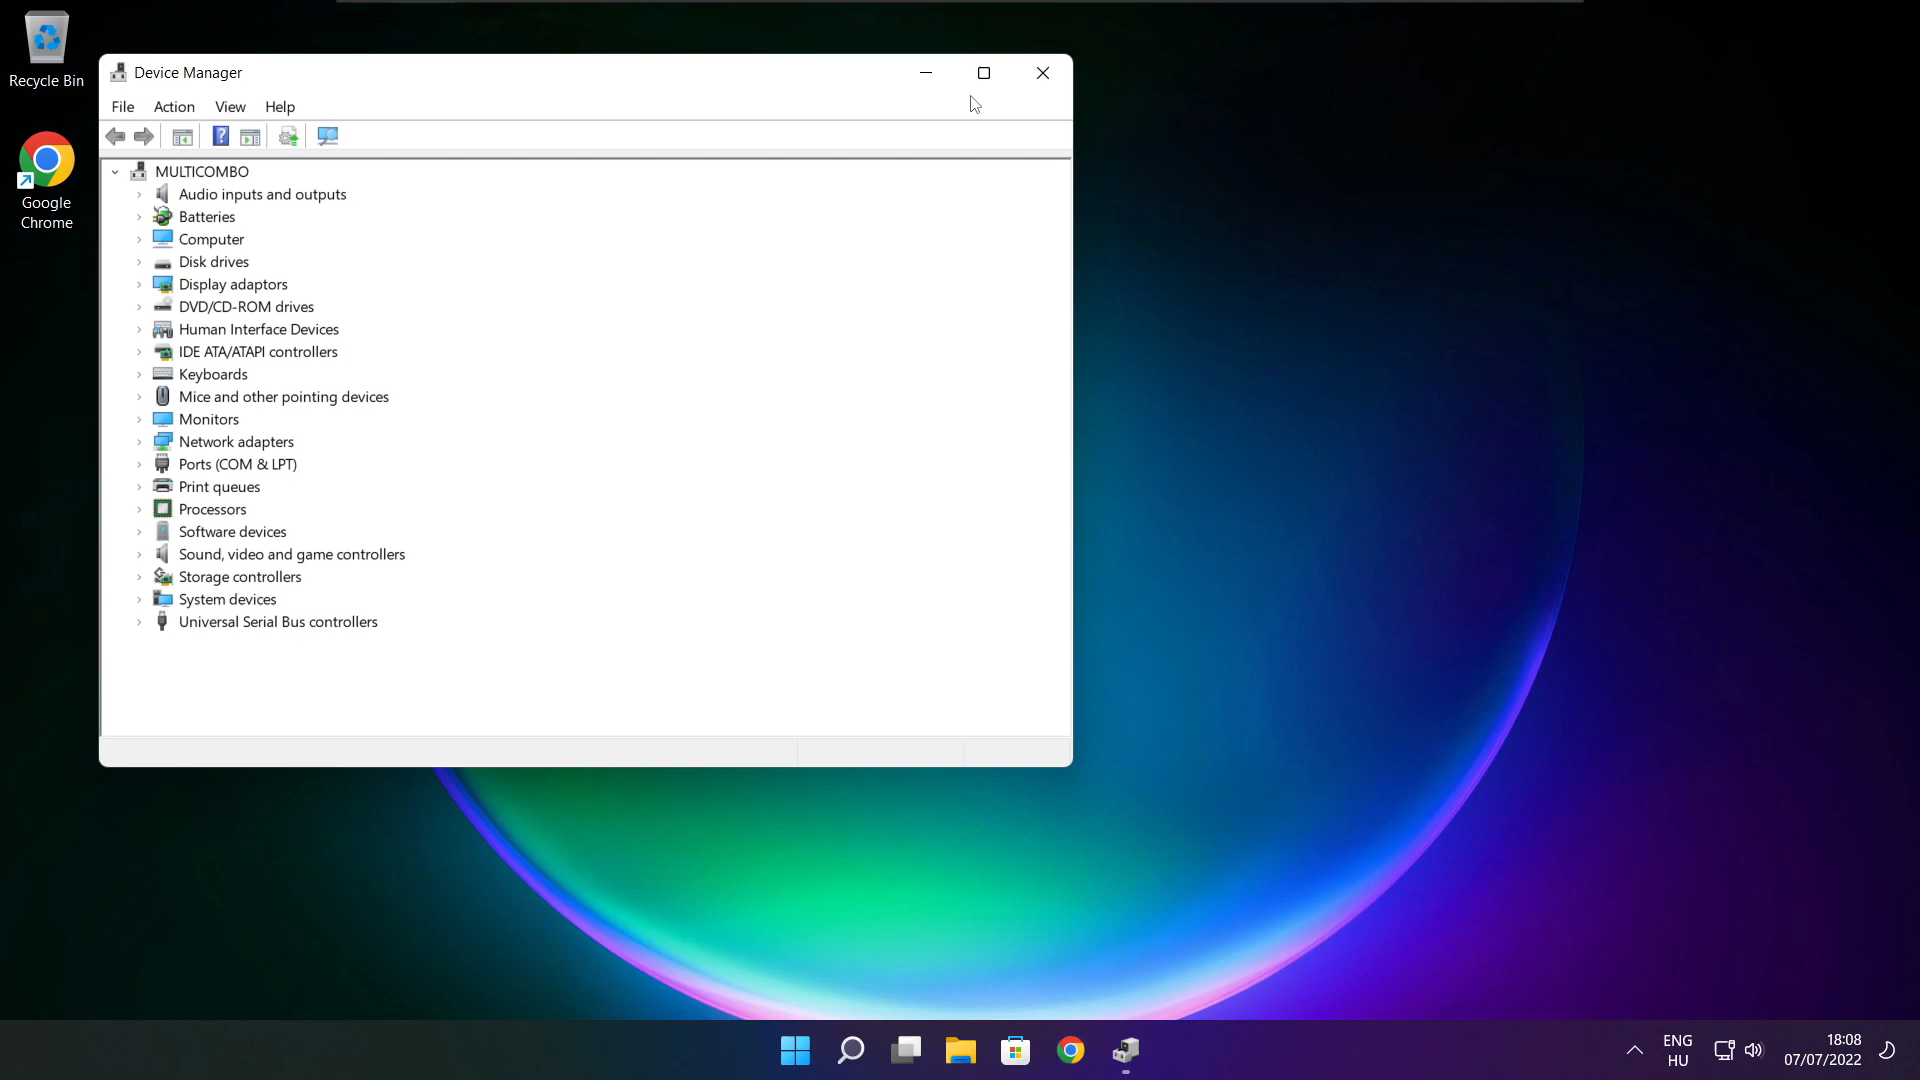 Recycle Bin
Google
Chrome
Device Manager
File Action View Help
?
MULTICOMBO
Audio inputs and outputs
Batteries
Computer
Disk drives
Display adaptors
DVD/CD-ROM drives
Human Interface Devices
IDE ATA/ATAPI controllers
Keyboards
Mice and other pointing devices
Monitors
Network adapters
Ports (COM & LPT)
Print queues
Processors
Software devices
Sound, video and game controllers
Storage controllers
System devices
Universal Serial Bus controllers
ENG
HU
18:08
07/07/2022